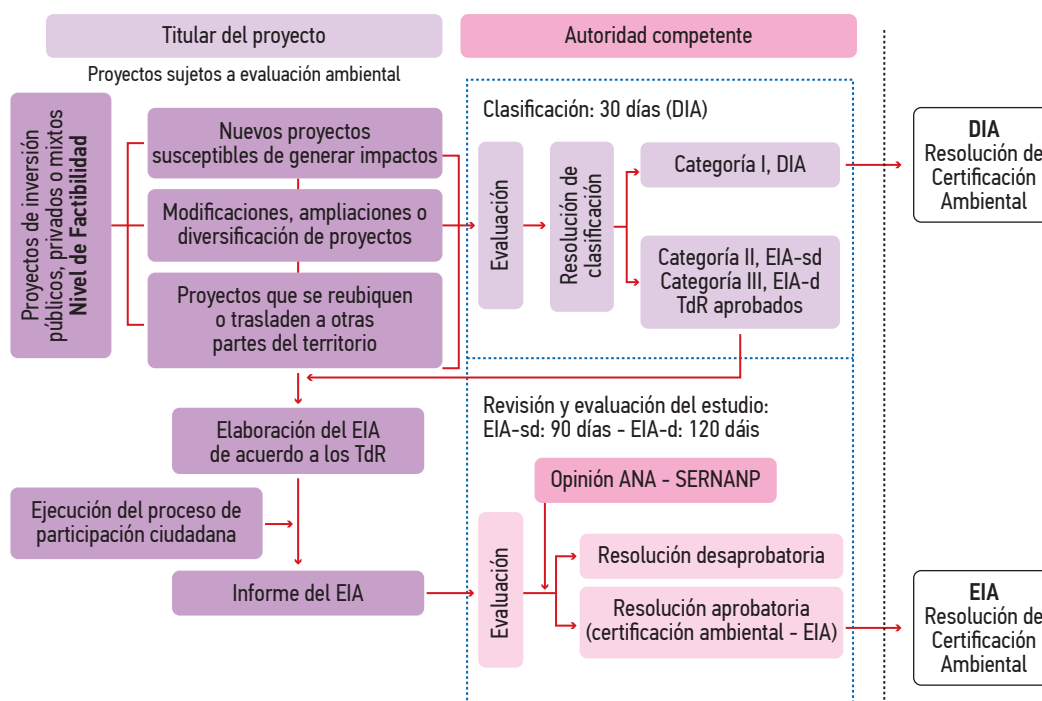 Titular del proyecto
Autoridad competente
Proyectos sujetos a evaluación ambiental
Proyectos de inversión
públicos, privados o mixtos
Nivel de Factibilidad
Nuevos proyectos
susceptibles de generar impactos
Modificaciones, ampliaciones o
diversificación de proyectos
Proyectos que se reubiquen
o trasladen a otras
partes del territorio
Clasificación: 30 días (DIA)
Evaluación
Resolución de
clasificación
Categoría I, DIA
Categoría II, EIA-sd
Categoría III, EIA-d
TdR aprobados
DIA
Resolución de
Certificación
Ambiental
Elaboración del EIA
de acuerdo a los TdR
Ejecución del proceso de
participación ciudadana
Informe del EIA
Revisión y evaluación del estudio:
EIA-sd: 90 días - EIA-d: 120 dáis
Opinión ANA - SERNANP
Evaluación
Resolución desaprobatoria
Resolución aprobatoria
(certificación ambiental - EIA)
EIA
Resolución de
Certificación
Ambiental